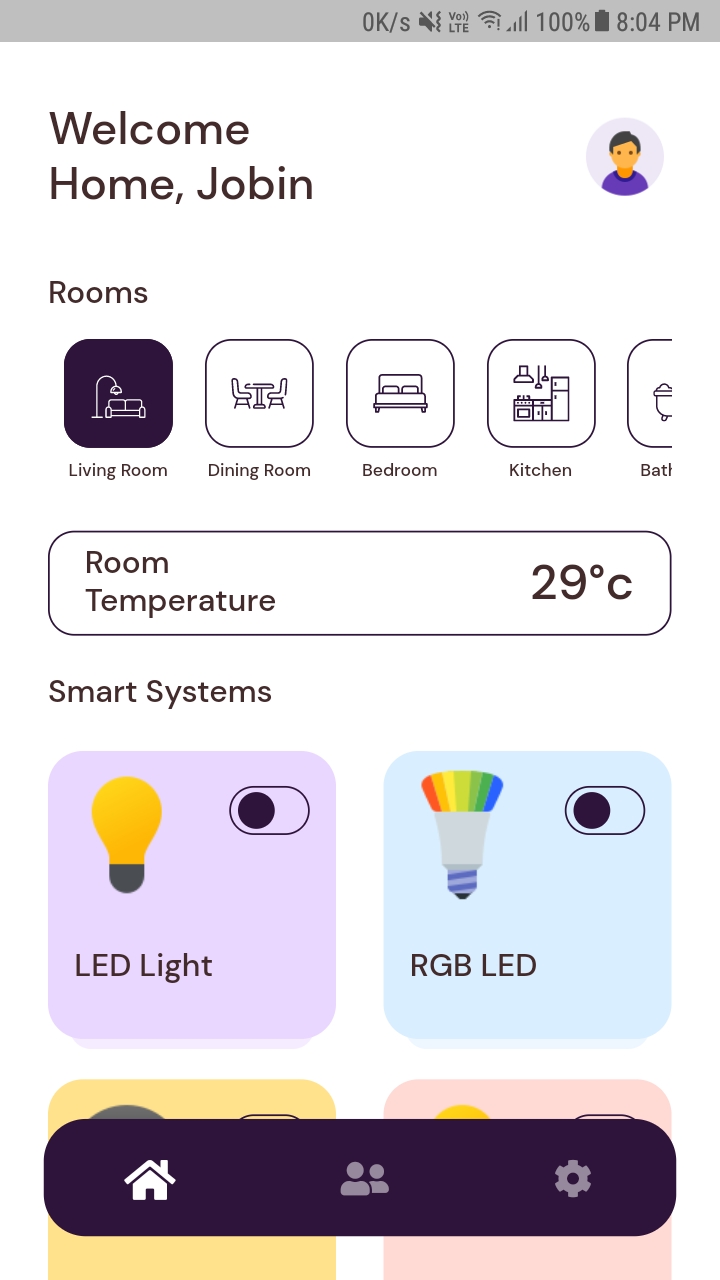 0K/s Vo)) LTE 100% 8:04 PM
Welcome
Home, Jobin
Rooms
Living Room Dining Room Bedroom Kitchen Bath
Room
Temperature
29°c
Smart Systems
LED Light RGB LED